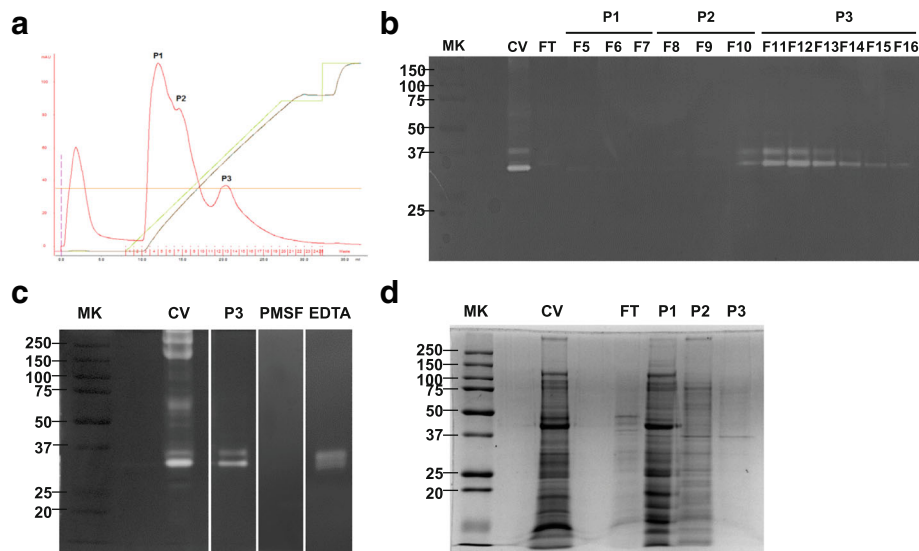 a
P1
P2
P3
b
P1 P2 P3
MK CV FT F5 F6 F7 F8 F9 F10 F11 F12 F13 F14 F15 F16
150
100
75
50
37
25
c
MK CV P3 PMSF EDTA
250
150
100
75
50
37
25
20
d
MK CV FT P1 P2 P3
250
150
100
75
50
37
25
20